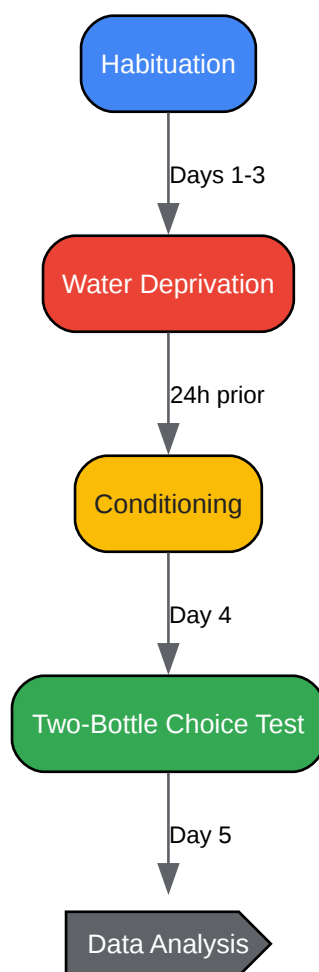 Habituation
Days 1-3
Water Deprivation
24h prior
Conditioning
Day 4
Two-Bottle Choice Test
Day 5
Data Analysis